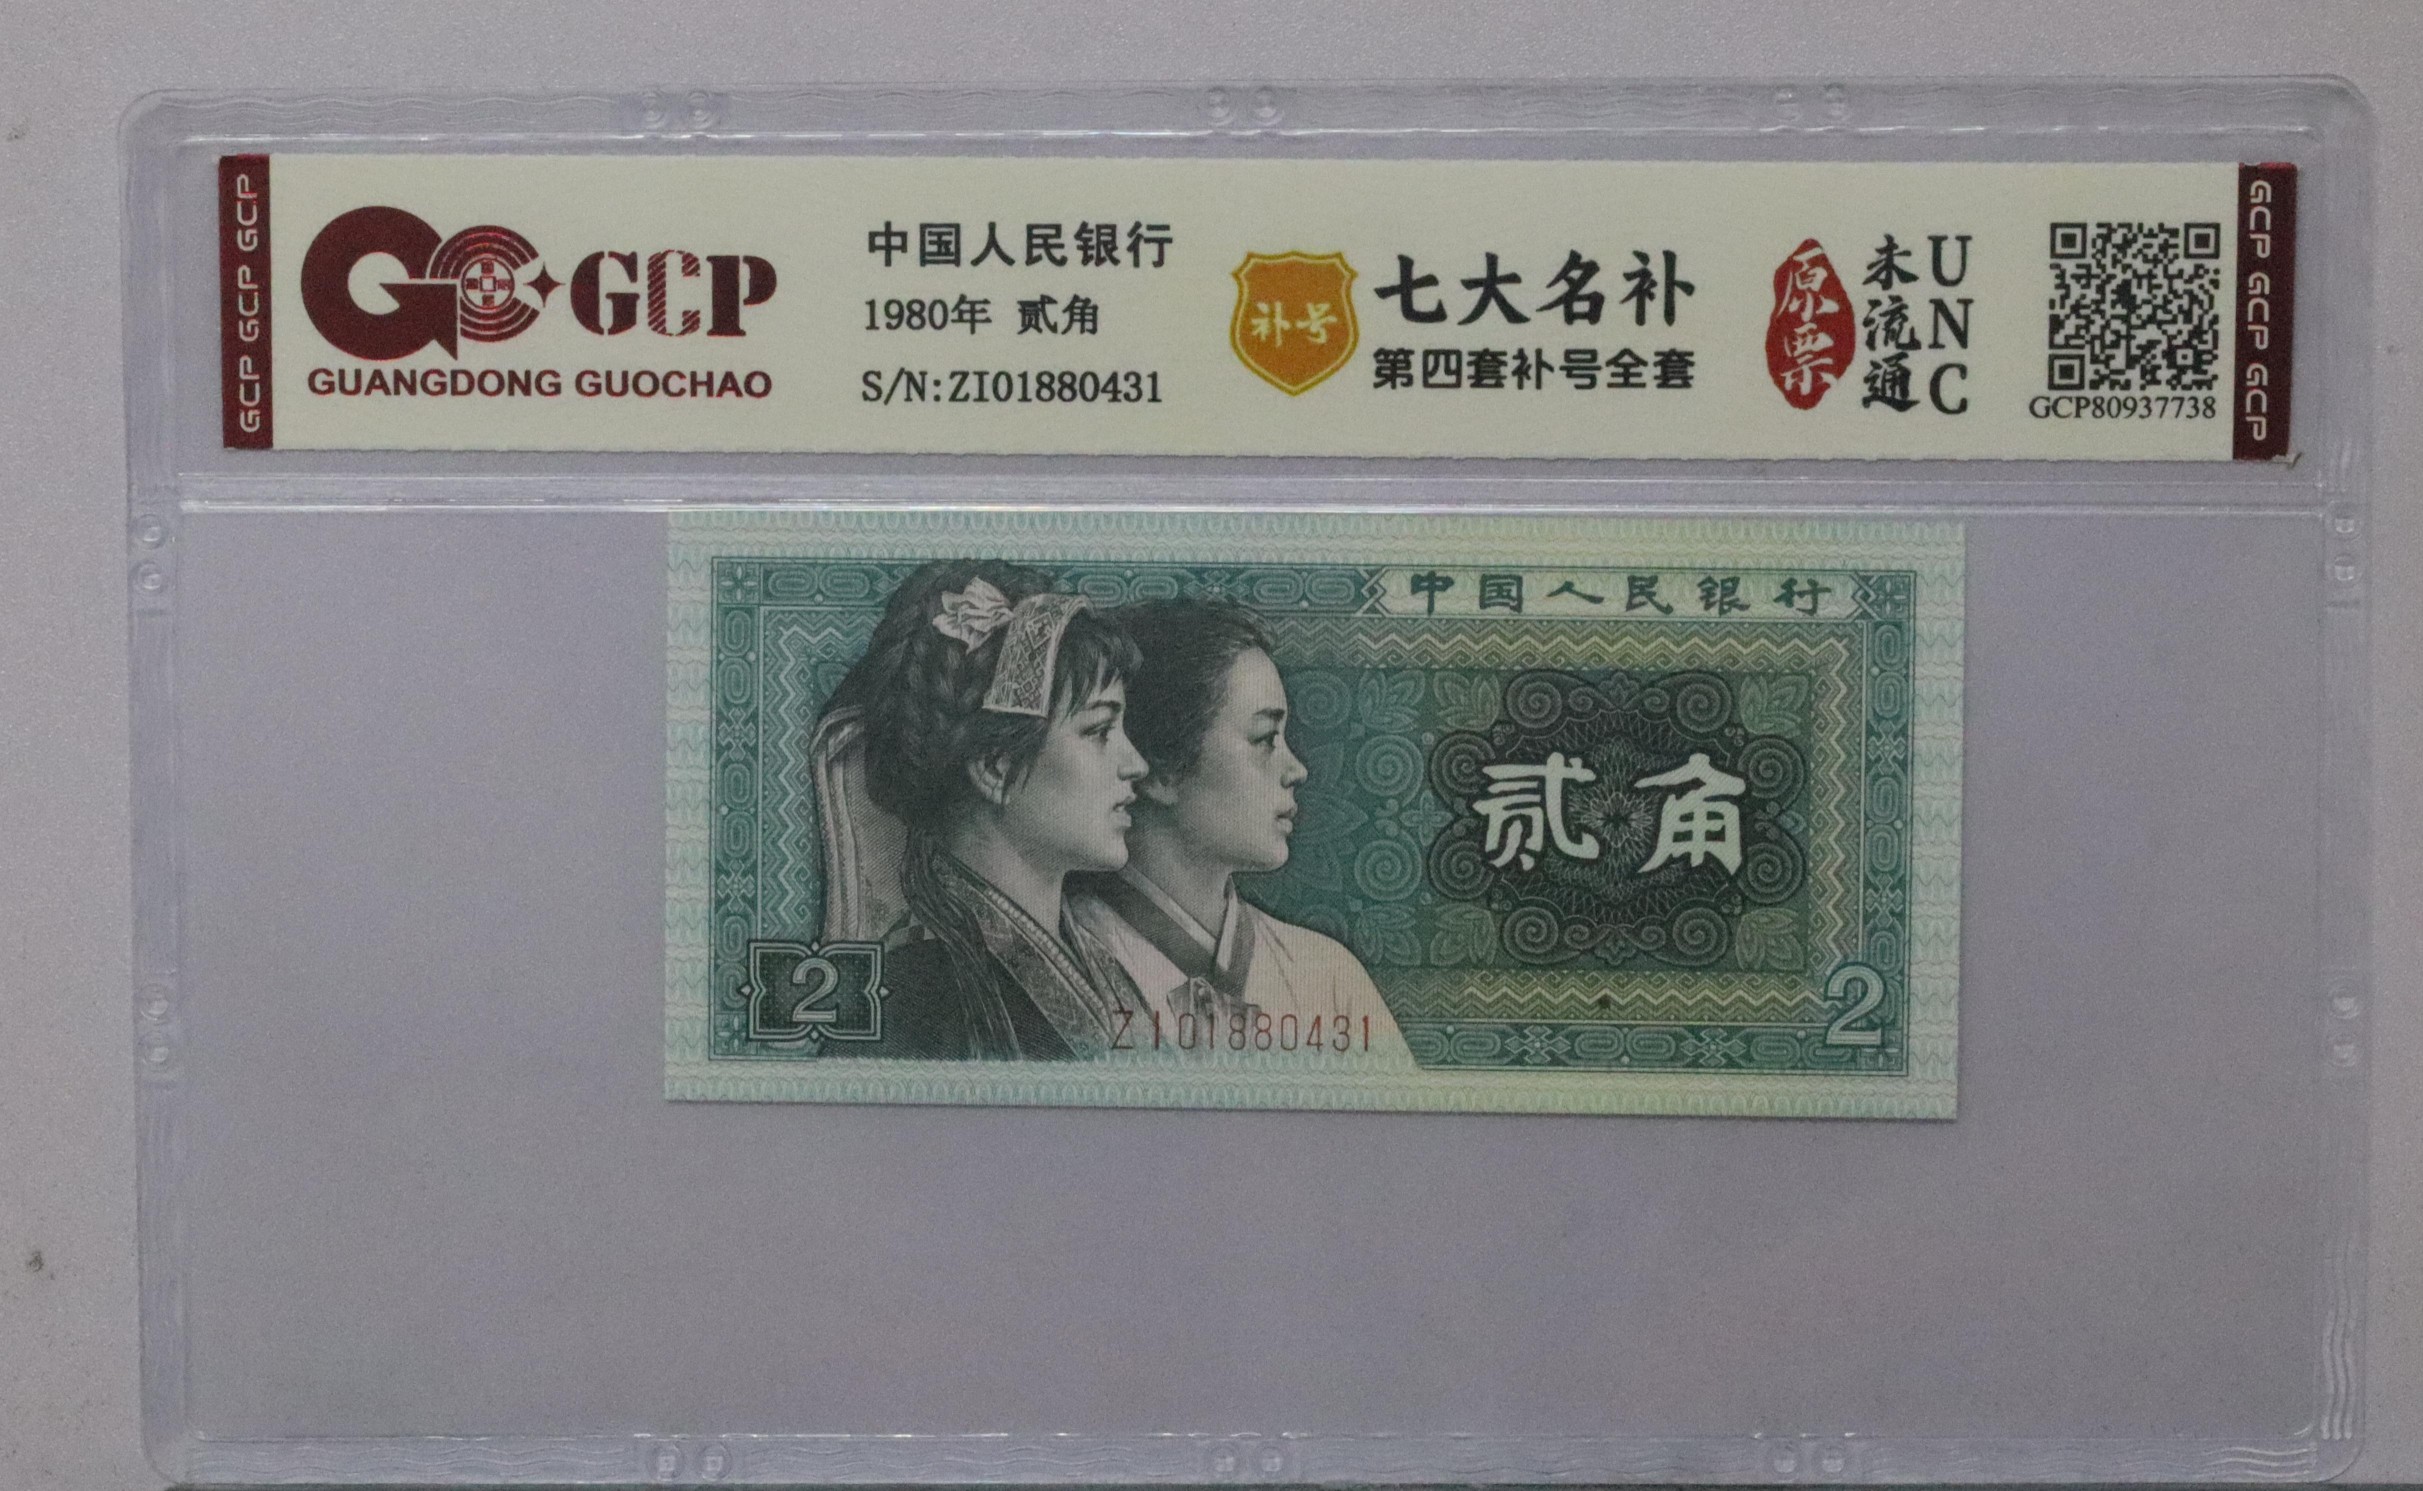 GCP GCP GCP
GCP
GUANGDONG GUOCHAO
中国人民银行
1980年 贰角
S/N:ZI01880431
补号
七大名补
第四套补号全套
原票
未流通
UNC
GCP80937738
GCP GCP GCP
中国人民银行
贰角
2
ZI01880431
2